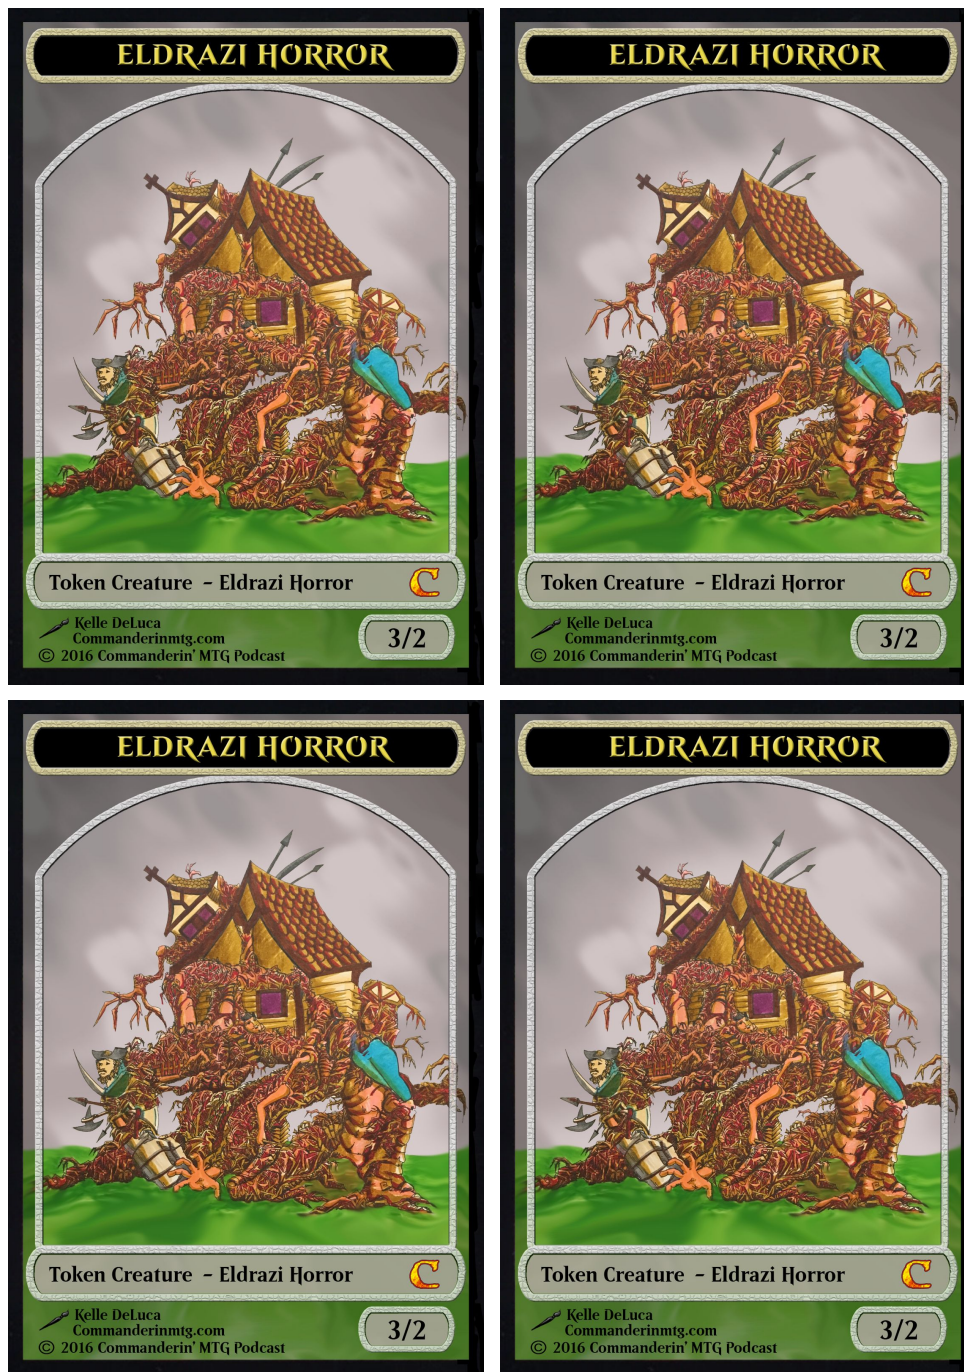 ELDRAZI HORROR
Token Creature - Eldrazi Horror C
Kelle DeLuca
Commanderinmtg.com
© 2016 Commanderin' MTG Podcast
3/2
ELDRAZI HORROR
Token Creature - Eldrazi Horror C
Kelle DeLuca
Commanderinmtg.com
© 2016 Commanderin' MTG Podcast
3/2
ELDRAZI HORROR
Token Creature - Eldrazi Horror C
Kelle DeLuca
Commanderinmtg.com
© 2016 Commanderin' MTG Podcast
3/2
ELDRAZI HORROR
Token Creature - Eldrazi Horror C
Kelle DeLuca
Commanderinmtg.com
© 2016 Commanderin' MTG Podcast
3/2